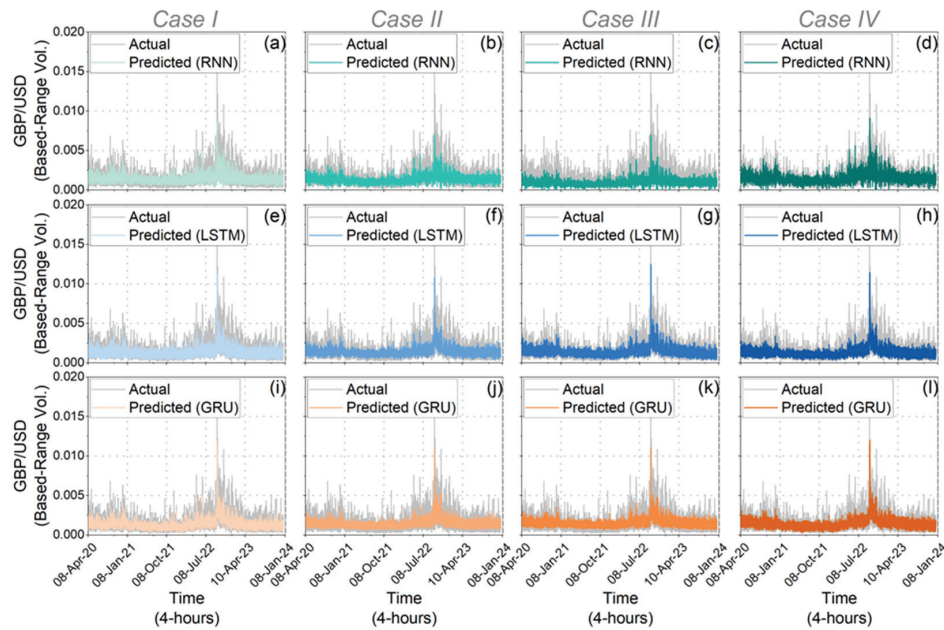 Case I Case II Case III Case IV
0.020
0.015
0.010
0.005
0.000
GBP/USD
(Based-Range Vol.)
Actual
Predicted (RNN)
(a)
Actual
Predicted (RNN)
(b)
Actual
Predicted (RNN)
(c)
Actual
Predicted (RNN)
(d)
0.020
0.015
0.010
0.005
0.000
GBP/USD
(Based-Range Vol.)
Actual
Predicted (LSTM)
(e)
Actual
Predicted (LSTM)
(f)
Actual
Predicted (LSTM)
(g)
Actual
Predicted (LSTM)
(h)
0.020
0.015
0.010
0.005
0.000
GBP/USD
(Based-Range Vol.)
Actual
Predicted (GRU)
(i)
Actual
Predicted (GRU)
(j)
Actual
Predicted (GRU)
(k)
Actual
Predicted (GRU)
(l)
08-Apr-20 08-Jan-21 08-Oct-21 08-Jul-22 10-Apr-23 08-Jan-24
08-Apr-20 08-Jan-21 08-Oct-21 08-Jul-22 10-Apr-23 08-Jan-24
08-Apr-20 08-Jan-21 08-Oct-21 08-Jul-22 10-Apr-23 08-Jan-24
08-Apr-20 08-Jan-21 08-Oct-21 08-Jul-22 10-Apr-23 08-Jan-24
Time
(4-hours)
Time
(4-hours)
Time
(4-hours)
Time
(4-hours)